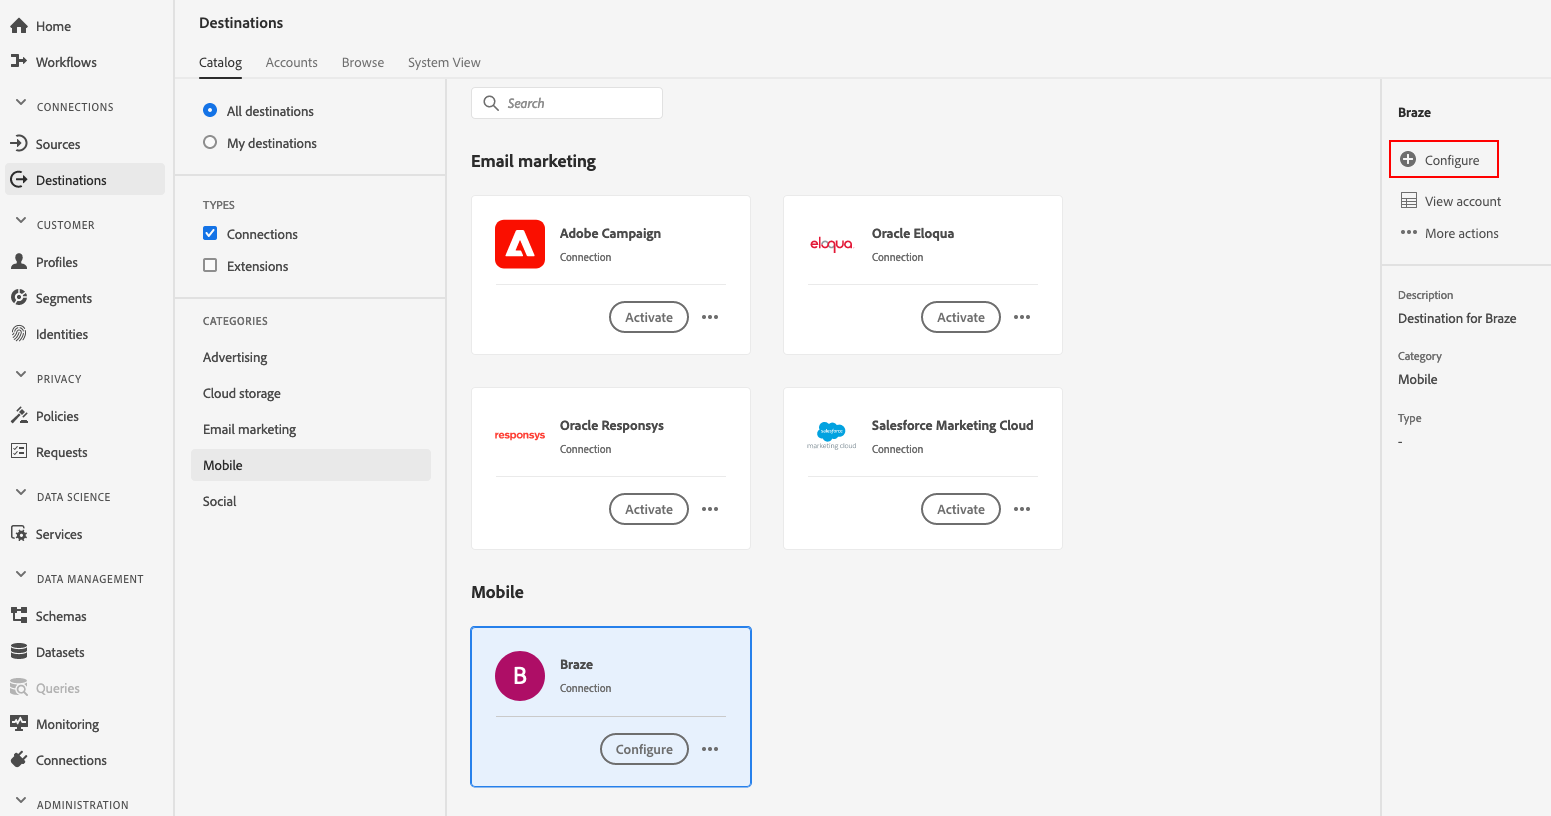 Home
Workflows
CONNECTIONS
Sources
Destinations
CUSTOMER
Profiles
Segments
Identities
PRIVACY
Policies
Requests
DATA SCIENCE
Services
DATA MANAGEMENT
Schemas
Datasets
Queries
Monitoring
Connections
ADMINISTRATION
Destinations
Catalog Accounts Browse System View
All destinations
My destinations
TYPES
Connections
Extensions
CATEGORIES
Advertising
Cloud storage
Email marketing
Mobile
Social
Search
Email marketing
Adobe Campaign
Connection
Activate
eloqua
Oracle Eloqua
Connection
Activate
responsys
Oracle Responsys
Connection
Activate
salesforce
marketing cloud
Salesforce Marketing Cloud
Connection
Activate
Mobile
B
Braze
Connection
Configure
Braze
Configure
View account
More actions
Description
Destination for Braze
Category
Mobile
Type
-